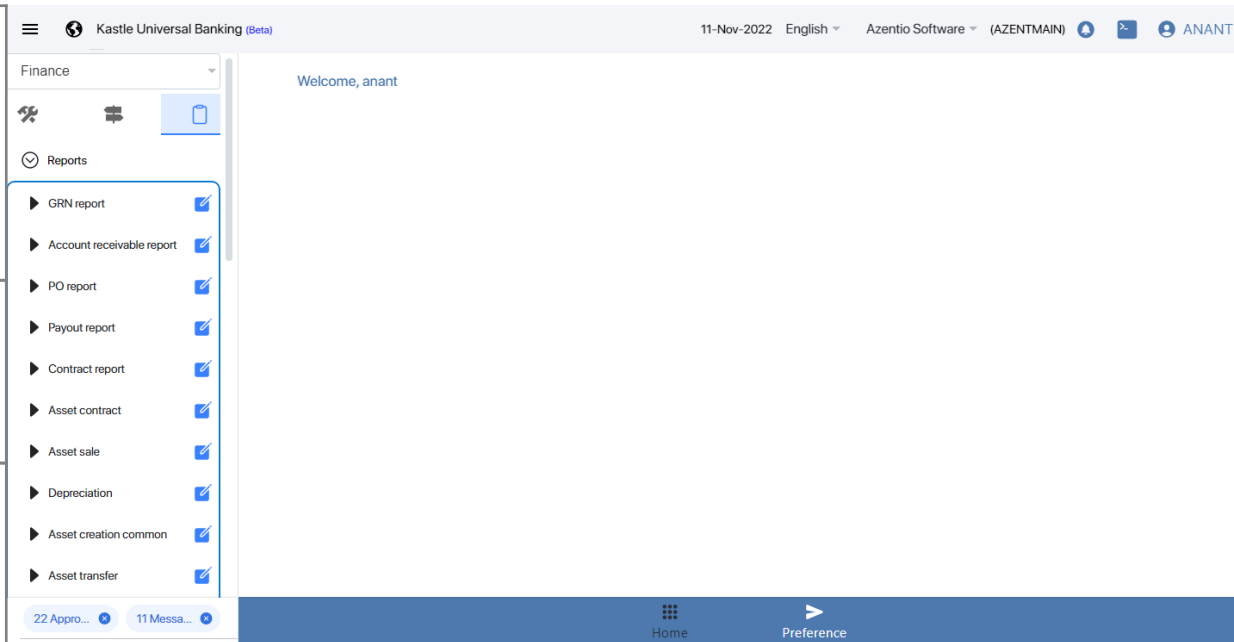 Kastle Universal Banking (Beta)
11-Nov-2022 English Azentio Software (AZENTMAIN) ANANT
Finance
Welcome, anant
Reports
GRN report
Account receivable report
PO report
Payout report
Contract report
Asset contract
Asset sale
Depreciation
Asset creation common
Asset transfer
22 Appro... 11 Messa...
Home Preference